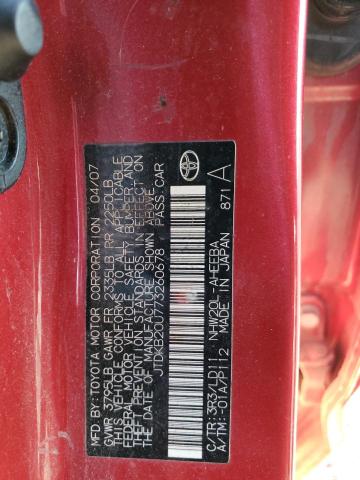 MFD. BY: TOYOTA MOTOR CORPORATION 04/07
GVWR 3795LB GAWR FR 2335LB RR 2250LB
THIS VEHICLE CONFORMS TO ALL APPLICABLE
FEDERAL MOTOR VEHICLE SAFETY, BUMPER AND
THEFT PREVENTION STANDARDS IN EFFECT ON
THE DATE OF MANUFACTURE SHOWN ABOVE.
JTDKB20U773260678 PASS. CAR
C/TR:3R3/LD11 NHW20L-AHEEBA
A/TM:-01A/P112 MADE IN JAPAN 871
A